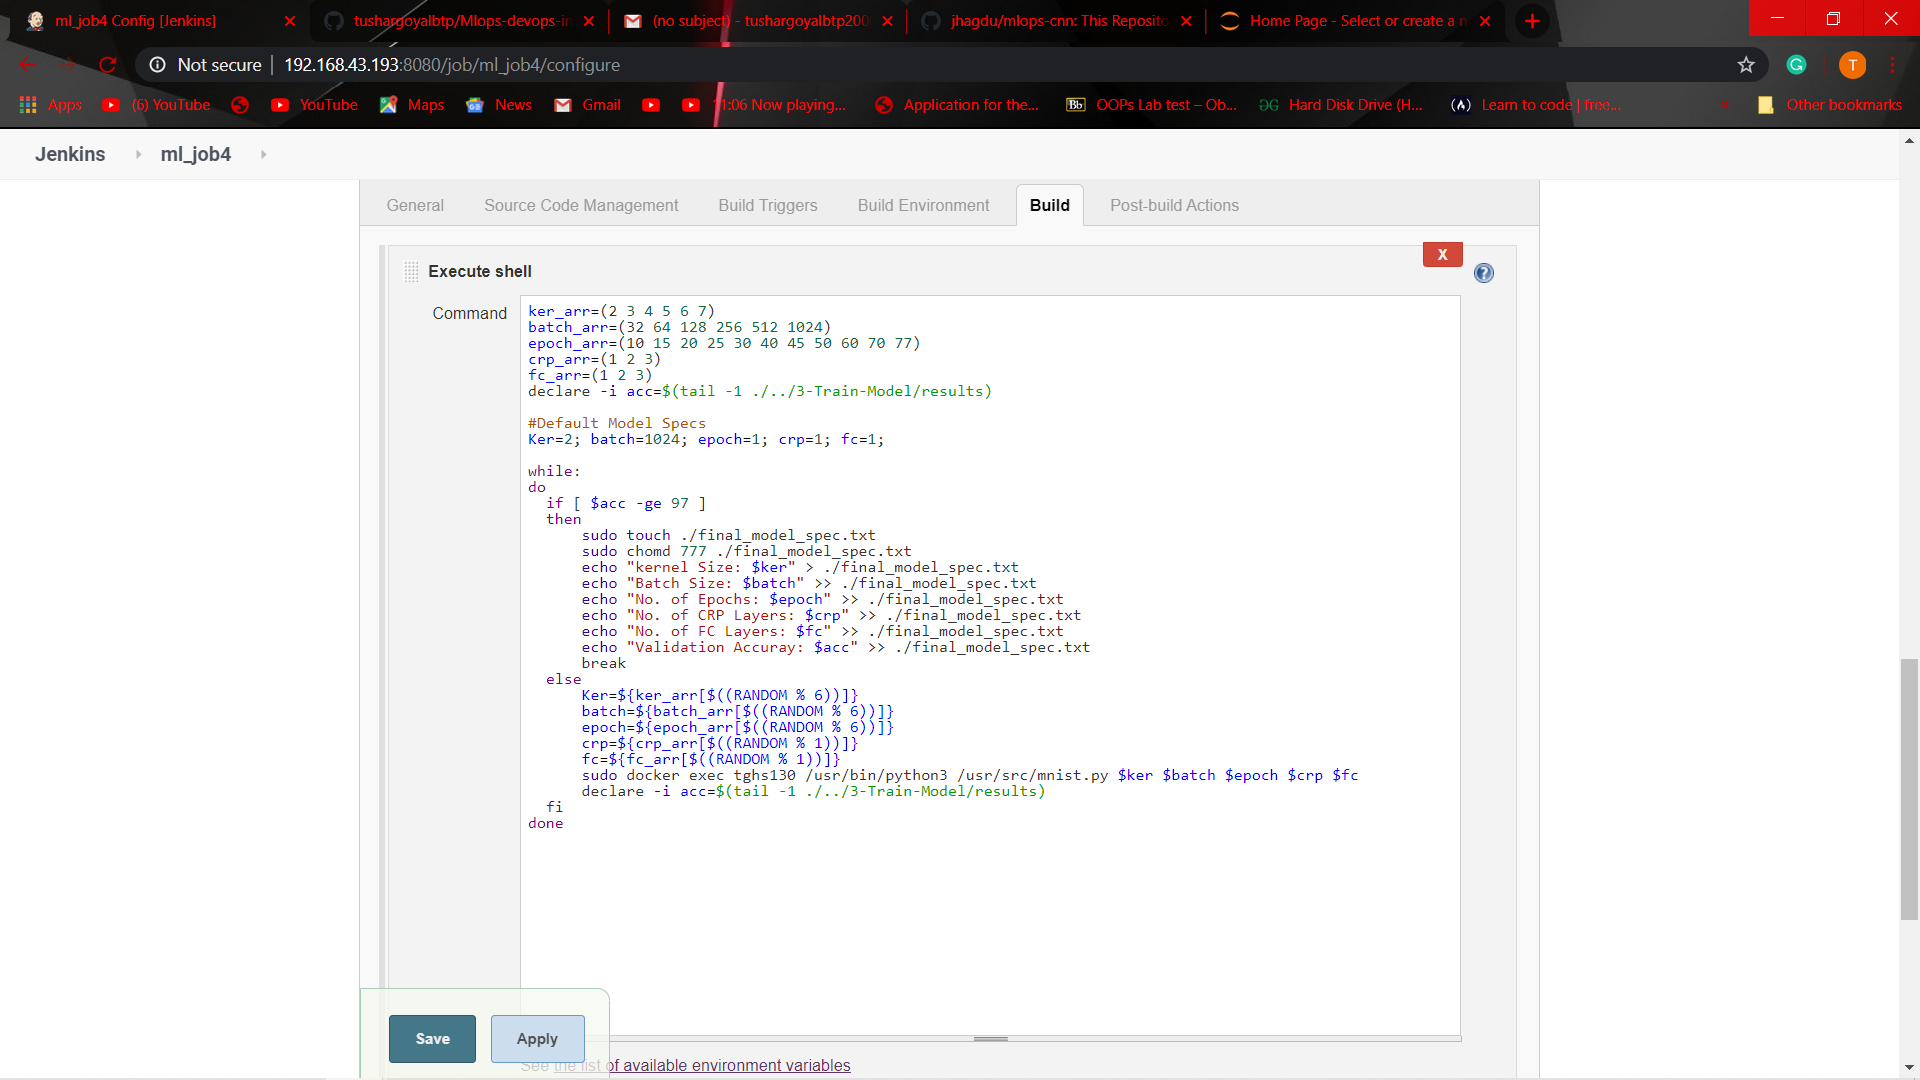 ml_job4 Config [Jenkins]
tushargoyalbtp/Mlops-devops-in
(no subject) - tushargoyalbtp200
jhagdu/mlops-cnn: This Reposito
Home Page - Select or create a n
Not secure
192.168.43.193:8080/job/ml_job4/configure
G
T
Apps
(6) YouTube
YouTube
Maps
News
Gmail
11:06 Now playing...
Application for the...
Bb
OOPs Lab test – Ob...
Hard Disk Drive (H...
Learn to code | free...
Other bookmarks
Jenkins
ml_job4
General
Source Code Management
Build Triggers
Build Environment
Build
Post-build Actions
Execute shell
X
?
Command
ker_arr=(2 3 4 5 6 7)
batch_arr=(32 64 128 256 512 1024)
epoch_arr=(10 15 20 25 30 40 45 50 60 70 77)
crp_arr=(1 2 3)
fc_arr=(1 2 3)
declare -i acc=$(tail -1 ./../3-Train-Model/results)
#Default Model Specs
Ker=2; batch=1024; epoch=1; crp=1; fc=1;
while:
do
if [ $acc -ge 97 ]
then
sudo touch ./final_model_spec.txt
sudo chomd 777 ./final_model_spec.txt
echo "kernel Size: $ker" > ./final_model_spec.txt
echo "Batch Size: $batch" >> ./final_model_spec.txt
echo "No. of Epochs: $epoch" >> ./final_model_spec.txt
echo "No. of CRP Layers: $crp" >> ./final_model_spec.txt
echo "No. of FC Layers: $fc" >> ./final_model_spec.txt
echo "Validation Accuray: $acc" >> ./final_model_spec.txt
break
else
Ker=${ker_arr[$((RANDOM % 6))]}
batch=${batch_arr[$((RANDOM % 6))]}
epoch=${epoch_arr[$((RANDOM % 6))]}
crp=${crp_arr[$((RANDOM % 1))]}
fc=${fc_arr[$((RANDOM % 1))]}
sudo docker exec tghs130 /usr/bin/python3 /usr/src/mnist.py $ker $batch $epoch $crp $fc
declare -i acc=$(tail -1 ./../3-Train-Model/results)
fi
done
Save
Apply
See the list of available environment variables